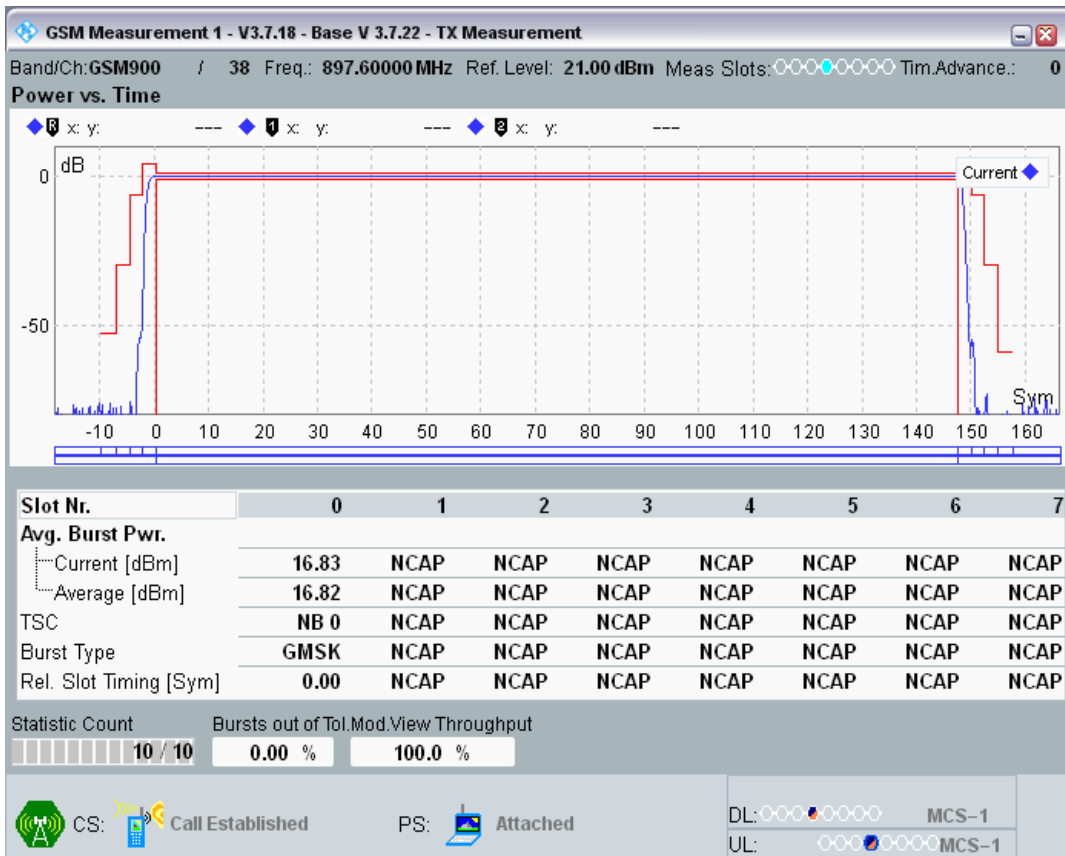 GSM Measurement 1 - V3.7.18 - Base V 3.7.22 - TX Measurement
Band/Ch:GSM900 / 38 Freq.: 897.60000 MHz Ref. Level: 21.00 dBm Meas Slots: Tim.Advance.: 0
Power vs. Time
R x: y: --- 1 x: y: --- 2 x: y: ---
dB
Current
0
-50
Sym
-10 0 10 20 30 40 50 60 70 80 90 100 110 120 130 140 150 160
Slot Nr. 0 1 2 3 4 5 6 7
Avg. Burst Pwr.
Current [dBm] 16.83 NCAP NCAP NCAP NCAP NCAP NCAP NCAP
Average [dBm] 16.82 NCAP NCAP NCAP NCAP NCAP NCAP NCAP
TSC NB 0 NCAP NCAP NCAP NCAP NCAP NCAP NCAP
Burst Type GMSK NCAP NCAP NCAP NCAP NCAP NCAP NCAP
Rel. Slot Timing [Sym] 0.00 NCAP NCAP NCAP NCAP NCAP NCAP NCAP
Statistic Count Bursts out of Tol.Mod.View Throughput
10 / 10 0.00 % 100.0 %
CS: Call Established PS: Attached
DL: MCS-1
UL: MCS-1